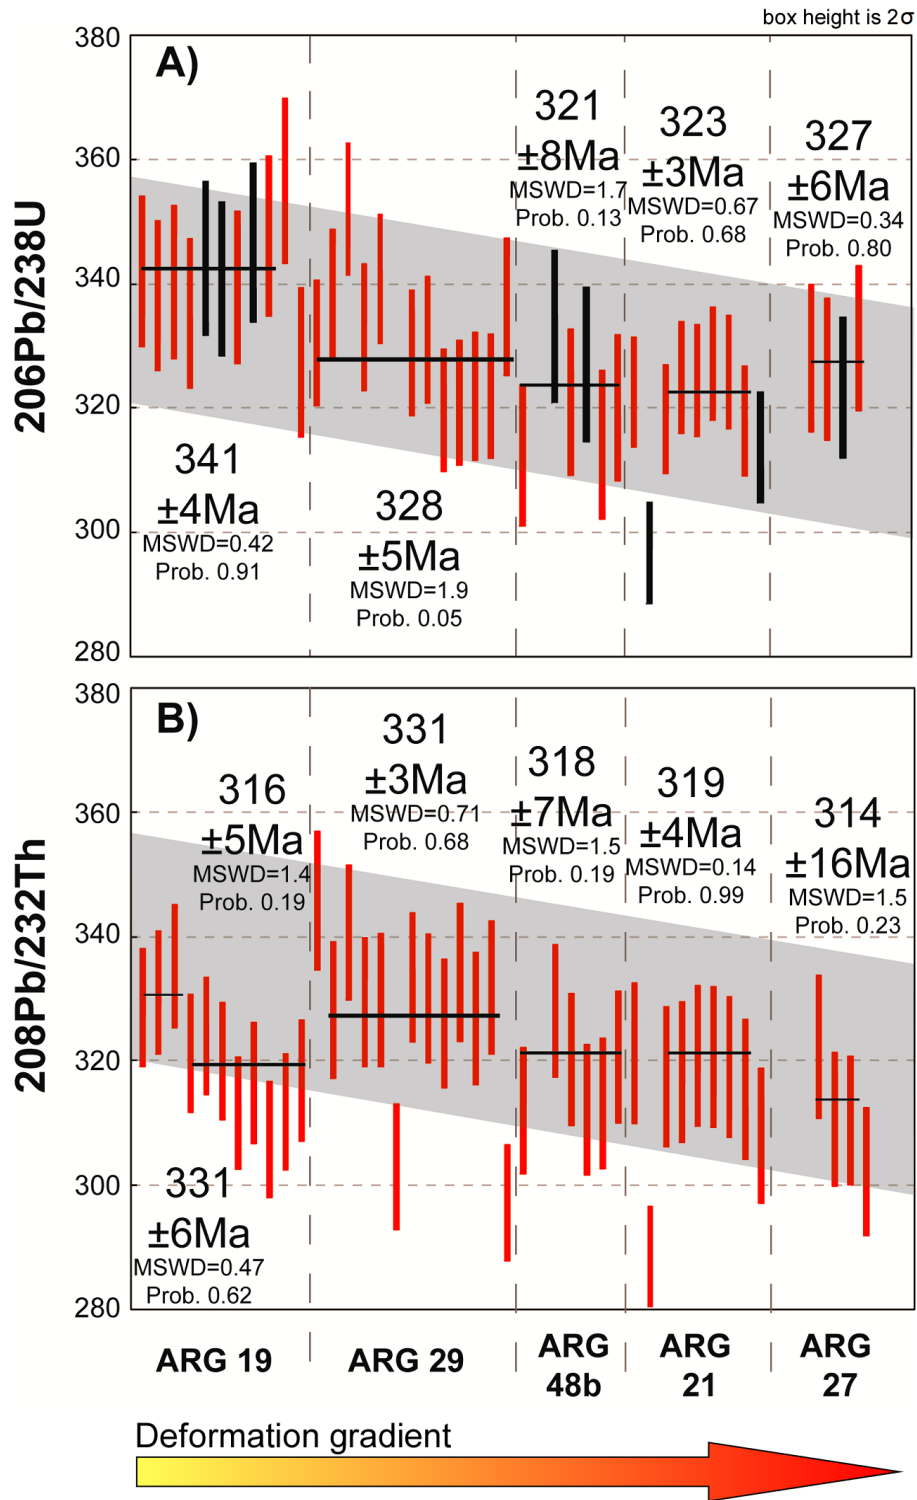 box height is 2σ
A)
206Pb/238U
380
360
340
320
300
280
341
±4Ma
MSWD=0.42
Prob. 0.91
328
±5Ma
MSWD=1.9
Prob. 0.05
321
±8Ma
MSWD=1.7
Prob. 0.13
323
±3Ma
MSWD=0.67
Prob. 0.68
327
±6Ma
MSWD=0.34
Prob. 0.80
B)
208Pb/232Th
380
360
340
320
300
280
316
±5Ma
MSWD=1.4
Prob. 0.19
331
±6Ma
MSWD=0.47
Prob. 0.62
331
±3Ma
MSWD=0.71
Prob. 0.68
318
±7Ma
MSWD=1.5
Prob. 0.19
319
±4Ma
MSWD=0.14
Prob. 0.99
314
±16Ma
MSWD=1.5
Prob. 0.23
ARG 19
ARG 29
ARG
48b
ARG
21
ARG
27
Deformation gradient